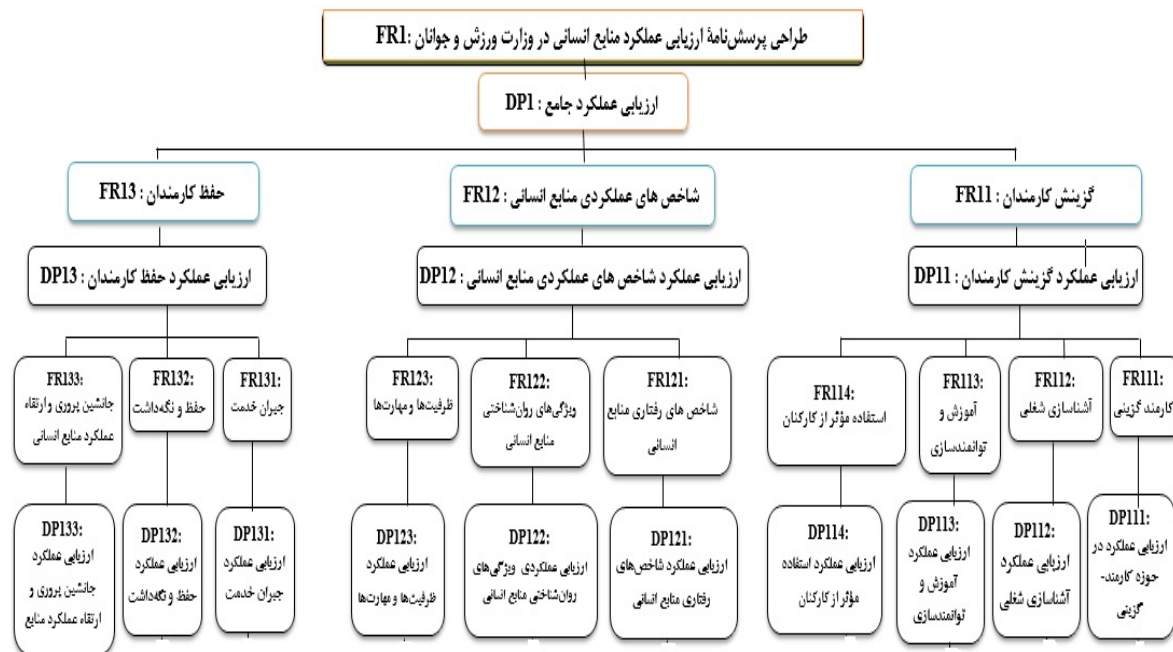 طراحی پرسش‌نامهٔ ارزیابی عملکرد منابع انسانی در وزارت ورزش و جوانان :FR1
ارزیابی عملکرد جامع : DP1
گزینش کارمندان : FR11
شاخص های عملکردی منابع انسانی : FR12
حفظ کارمندان : FR13
ارزیابی عملکرد گزینش کارمندان : DP11
ارزیابی عملکرد شاخص های عملکردی منابع انسانی : DP12
ارزیابی عملکرد حفظ کارمندان : DP13
FR111:
کارمند گزینی
FR112:
آشناسازی شغلی
FR113:
آموزش و
توانمندسازی
FR114:
استفاده مؤثر از کارکنان
FR121:
شاخص های رفتاری منابع
انسانی
FR122:
ویژگی‌های روان‌شناختی
منابع انسانی
FR123:
ظرفیت‌ها و مهارت‌ها
FR131:
جبران خدمت
FR132:
حفظ و نگه‌داشت
FR133:
جانشین پروری و ارتقاء
عملکرد منابع انسانی
DP111:
ارزیابی عملکرد در
حوزه کارمند-
گزینی
DP112:
ارزیابی عملکرد
آشناسازی شغلی
DP113:
ارزیابی عملکرد
آموزش و
توانمندسازی
DP114:
ارزیابی عملکرد استفاده
مؤثر از کارکنان
DP121:
ارزیابی عملکرد شاخص‌های
رفتاری منابع انسانی
DP122:
ارزیابی عملکردی ویژگی‌های
روان‌شناختی منابع انسانی
DP123:
ارزیابی عملکرد
ظرفیت‌ها و مهارت‌ها
DP131:
ارزیابی عملکرد
جبران خدمت
DP132:
ارزیابی عملکرد
حفظ و نگه‌داشت
DP133:
ارزیابی عملکرد
جانشین پروری و
ارتقاء عملکرد منابع